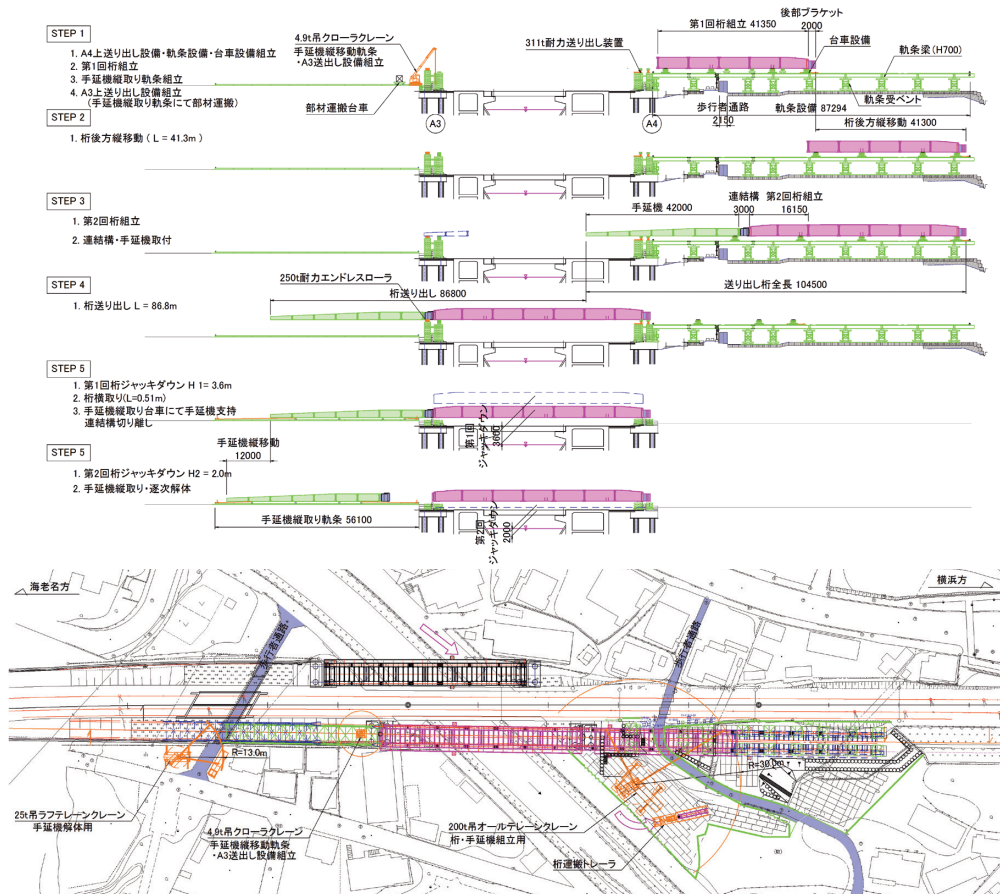 STEP 1
1. A4上送り出し設備・軌条設備・台車設備組立
2. 第1回桁組立
3. 手延機縦取り軌条組立
4. A3上送り出し設備組立
(手延機縦取り軌条にて部材運搬)
4.9t吊クローラクレーン
手延機縦移動軌条
・A3送出し設備組立
部材運搬台車
A3
311t耐力送り出し装置
第1回桁組立 41350
後部ブラケット
2000
台車設備
軌条梁(H700)
歩行者通路
2150
軌条設備 87294
軌条受ベント
A4
STEP 2
1. 桁後方縦移動 ( L = 41.3m )
桁後方縦移動 41300
STEP 3
1. 第2回桁組立
2. 連結構・手延機取付
手延機 42000
連結構
3000
第2回桁組立
16150
STEP 4
1. 桁送り出し L = 86.8m
250t耐力エンドレスローラ
桁送り出し 86800
送り出し桁全長 104500
STEP 5
1. 第1回桁ジャッキダウン H 1= 3.6m
2. 桁横取り(L=0.51m)
3. 手延機縦取り台車にて手延機支持
連結構切り離し
手延機縦移動
12000
第1回
ジャッキダウン
3600
STEP 5
1. 第2回桁ジャッキダウン H2 = 2.0m
2. 手延機縦取り・逐次解体
手延機縦取り軌条 56100
第2回
ジャッキダウン
2000
海老名方
横浜方
歩行者通路
歩行者通路
R=13.0m
R=30.0m
25t吊ラフテレーンクレーン
手延機解体用
4.9t吊クローラクレーン
手延機縦移動軌条
・A3送出し設備組立
200t吊オールテレーンクレーン
桁・手延機組立用
桁運搬トレーラ